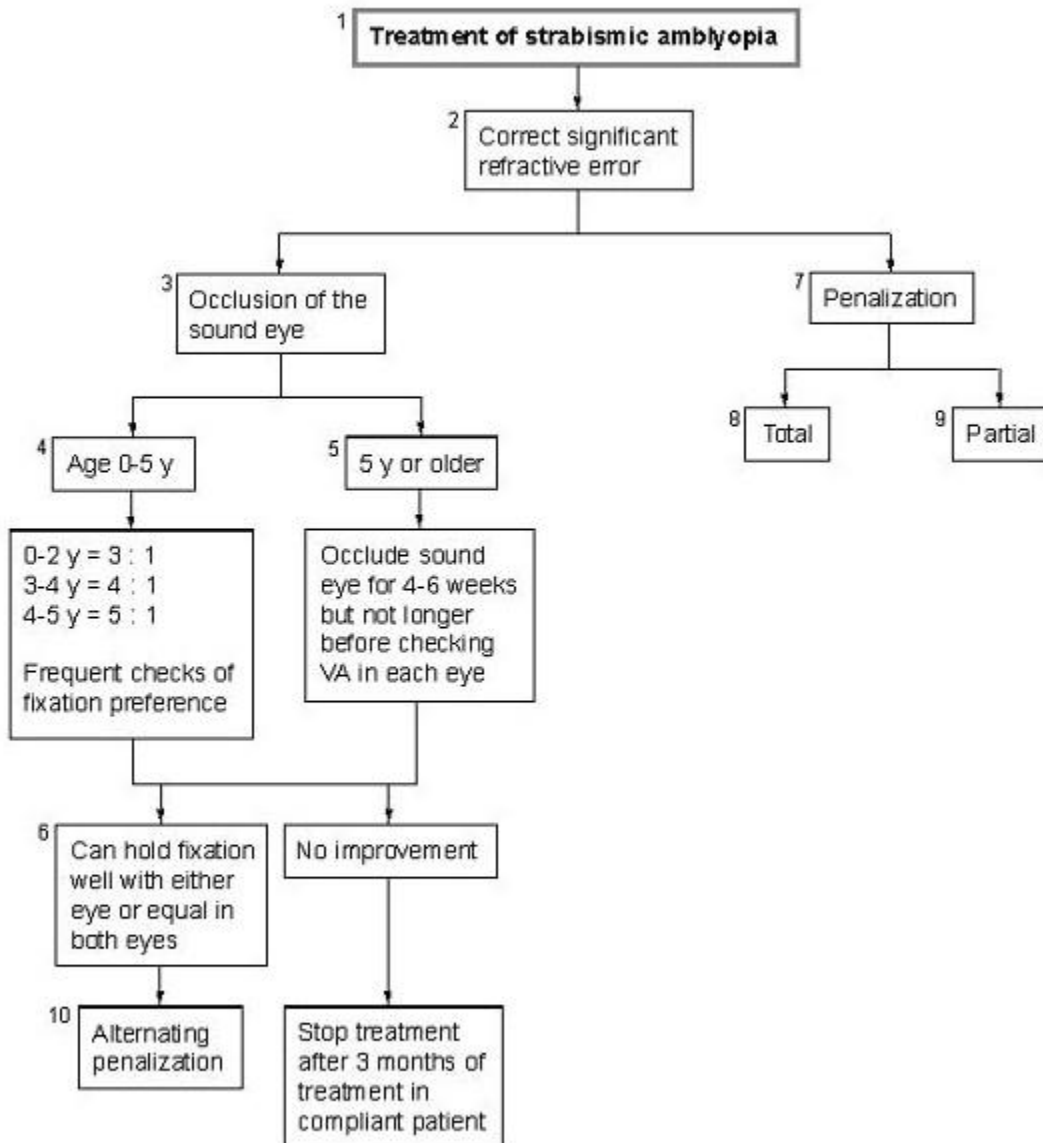 1
Treatment of strabismic amblyopia
2
Correct significant
refractive error
3
Occlusion of the
sound eye
7
Penalization
4
Age 0-5 y
5
5 y or older
8
Total
9
Partial
0-2 y = 3 : 1
3-4 y = 4 : 1
4-5 y = 5 : 1
Frequent checks of
fixation preference
Occlude sound
eye for 4-6 weeks
but not longer
before checking
VA in each eye
6
Can hold fixation
well with either
eye or equal in
both eyes
No improvement
10
Alternating
penalization
Stop treatment
after 3 months of
treatment in
compliant patient